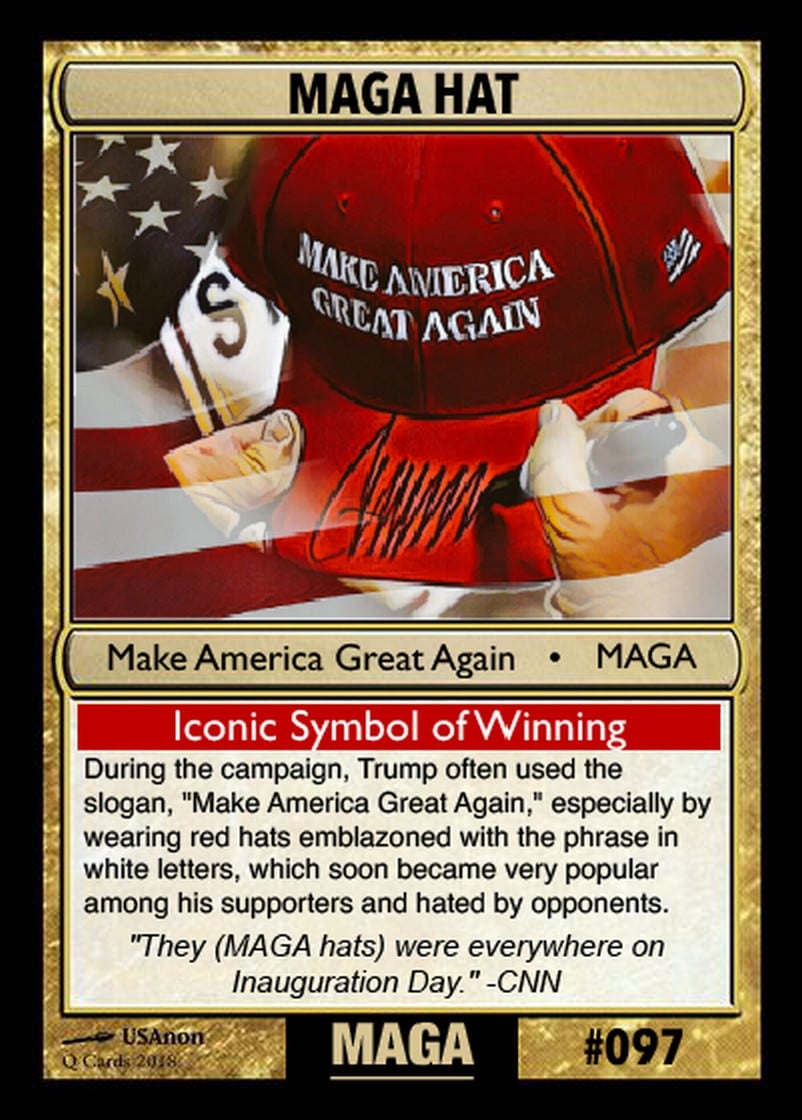 MAGA HAT
S
MAKE AMERICA
GREAT AGAIN
Make America Great Again • MAGA
Iconic Symbol of Winning
During the campaign, Trump often used the
slogan, "Make America Great Again," especially by
wearing red hats emblazoned with the phrase in
white letters, which soon became very popular
among his supporters and hated by opponents.
"They (MAGA hats) were everywhere on
Inauguration Day." -CNN
USAnon
Q Cards 2018
MAGA
#097